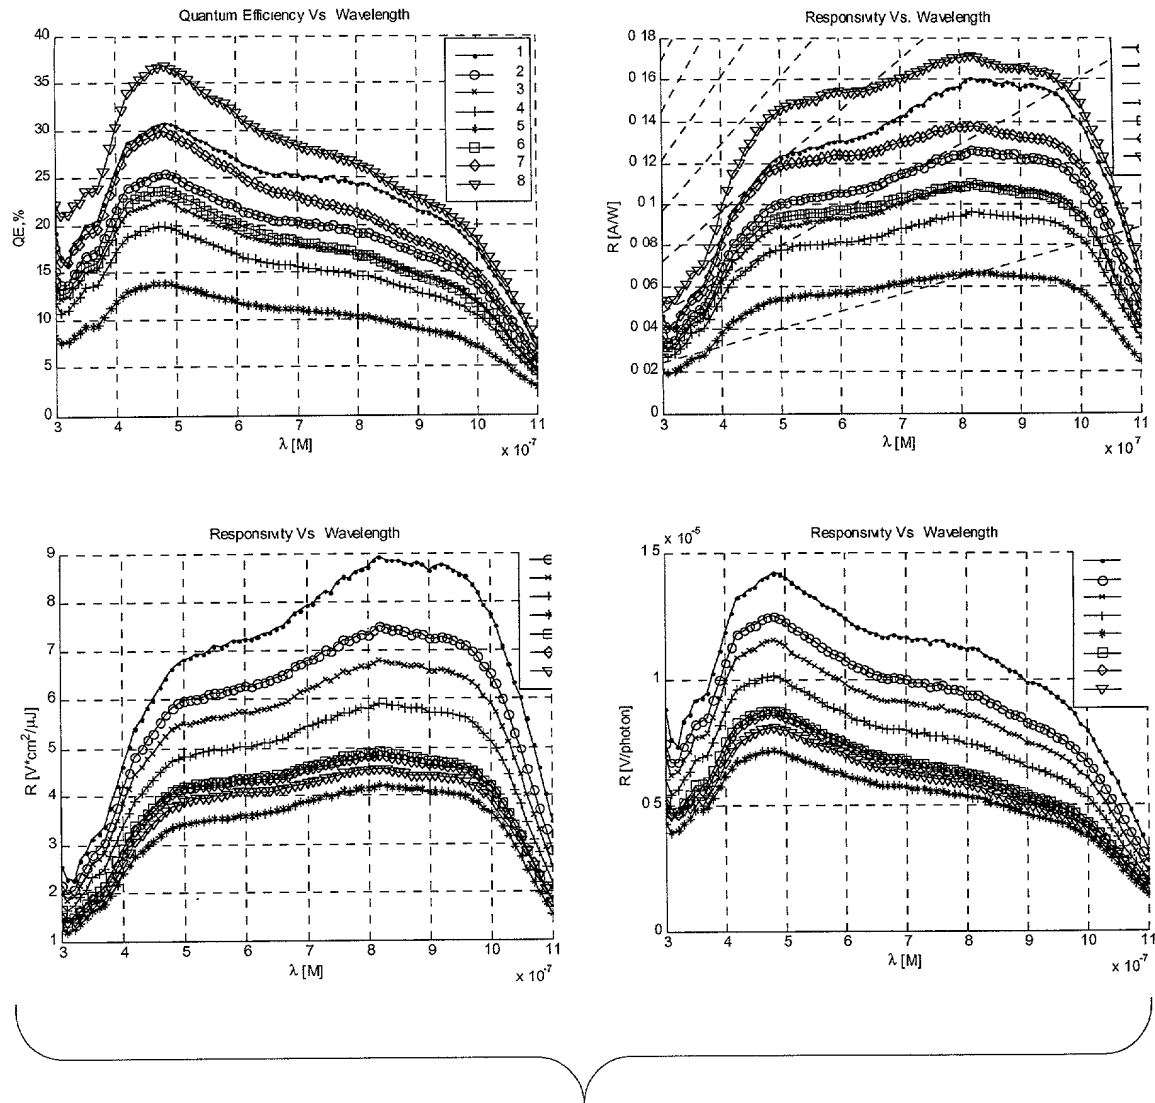 Quantum Efficiency Vs Wavelength
QE,%
40
35
30
25
20
15
10
5
0
1
2
3
4
5
6
7
8
3 4 5 6 7 8 9 10 11
λ [M]
x 10-7
Responsivity Vs. Wavelength
R [A/W]
0 18
0 16
0 14
0 12
0 1
0 08
0 06
0 04
0 02
0
3 4 5 6 7 8 9 10 11
λ [M]
x 10-7
Responsivity Vs Wavelength
R [V*cm2/μJ]
9
8
7
6
5
4
3
2
1
3 4 5 6 7 8 9 10 11
λ [M]
x 10-7
Responsivity Vs Wavelength
x 10-5
R [V/photon]
1 5
1
0 5
0
3 4 5 6 7 8 9 10 11
λ [M]
x 10-7